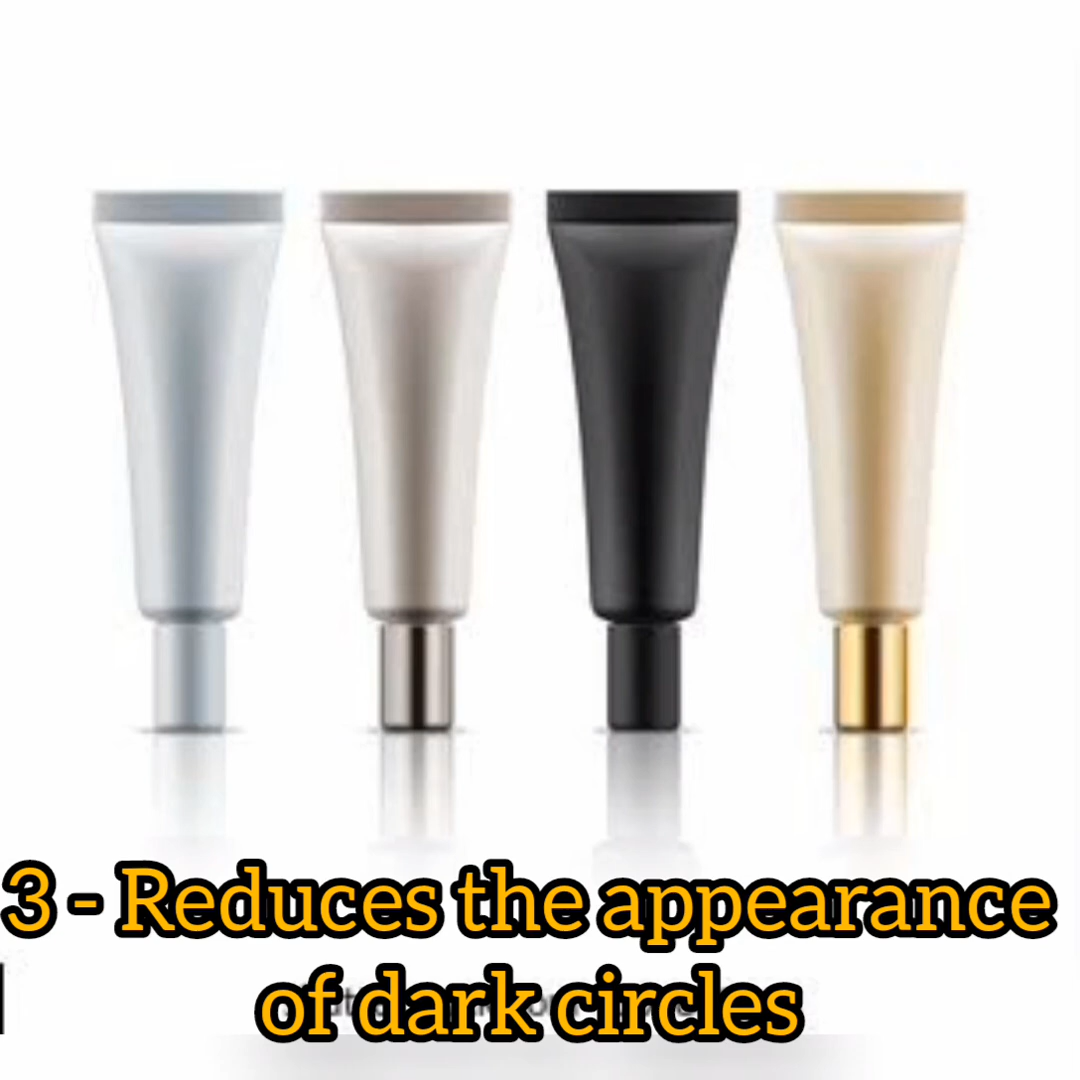 3 - Reduces the appearance
of dark circles